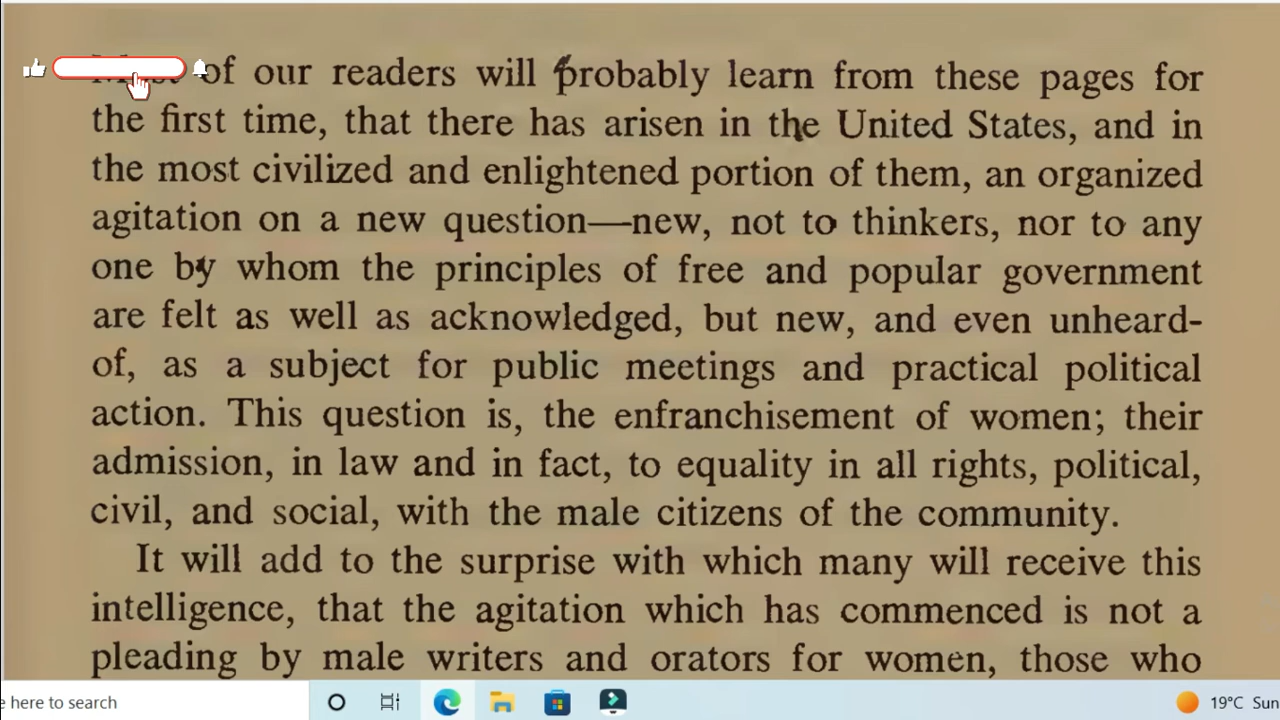 of our readers will probably learn from these pages for
the first time, that there has arisen in the United States, and in
the most civilized and enlightened portion of them, an organized
agitation on a new question—new, not to thinkers, nor to any
one by whom the principles of free and popular government
are felt as well as acknowledged, but new, and even unheard-
of, as a subject for public meetings and practical political
action. This question is, the enfranchisement of women; their
admission, in law and in fact, to equality in all rights, political,
civil, and social, with the male citizens of the community.
It will add to the surprise with which many will receive this
intelligence, that the agitation which has commenced is not a
pleading by male writers and orators for women, those who
here to search
19°C Sun